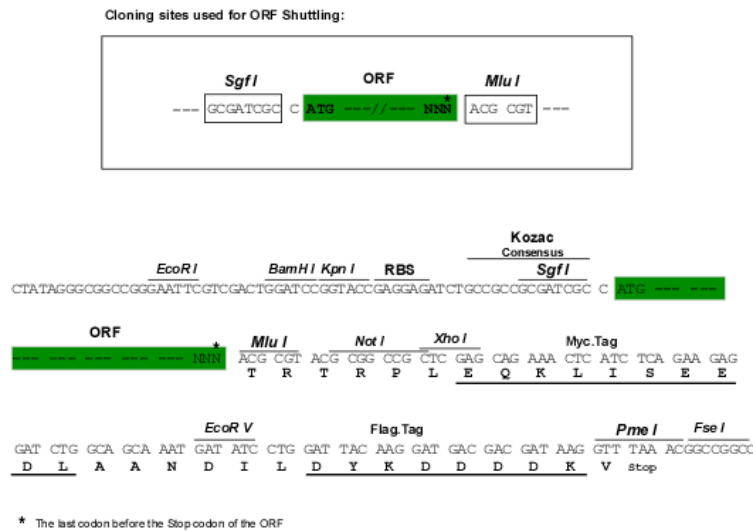 Cloning sites used for ORF Shuttling:
Sgf I ORF Mlu I
--- GCGATCGC C ATG ---//--- NNN* ACG CGT ---
Kozac
Consensus
EcoR I BamH I Kpn I RBS Sgf I
CTATAGGGCGGCCGGGAATTCGTCGACTGGATCCGGTACCGAGGAGATCTGCCGCCGCGATCGC C ATG --- ---
ORF
Mlu I Not I Xho I Myc.Tag
--- --- --- --- --- --- NNN* ACG CGT ACG CGG CCG CTC GAG CAG AAA CTC ATC TCA GAA GAG
T R T R P L E Q K L I S E E
EcoR V Flag.Tag Pme I Fse I
GAT CTG GCA GCA AAT GAT ATC CTG GAT TAC AAG GAT GAC GAC GAT AAG GTT TAA ACGGCCGGCC
D L A A N D I L D Y K D D D D K V Stop
* The last codon before the Stop codon of the ORF